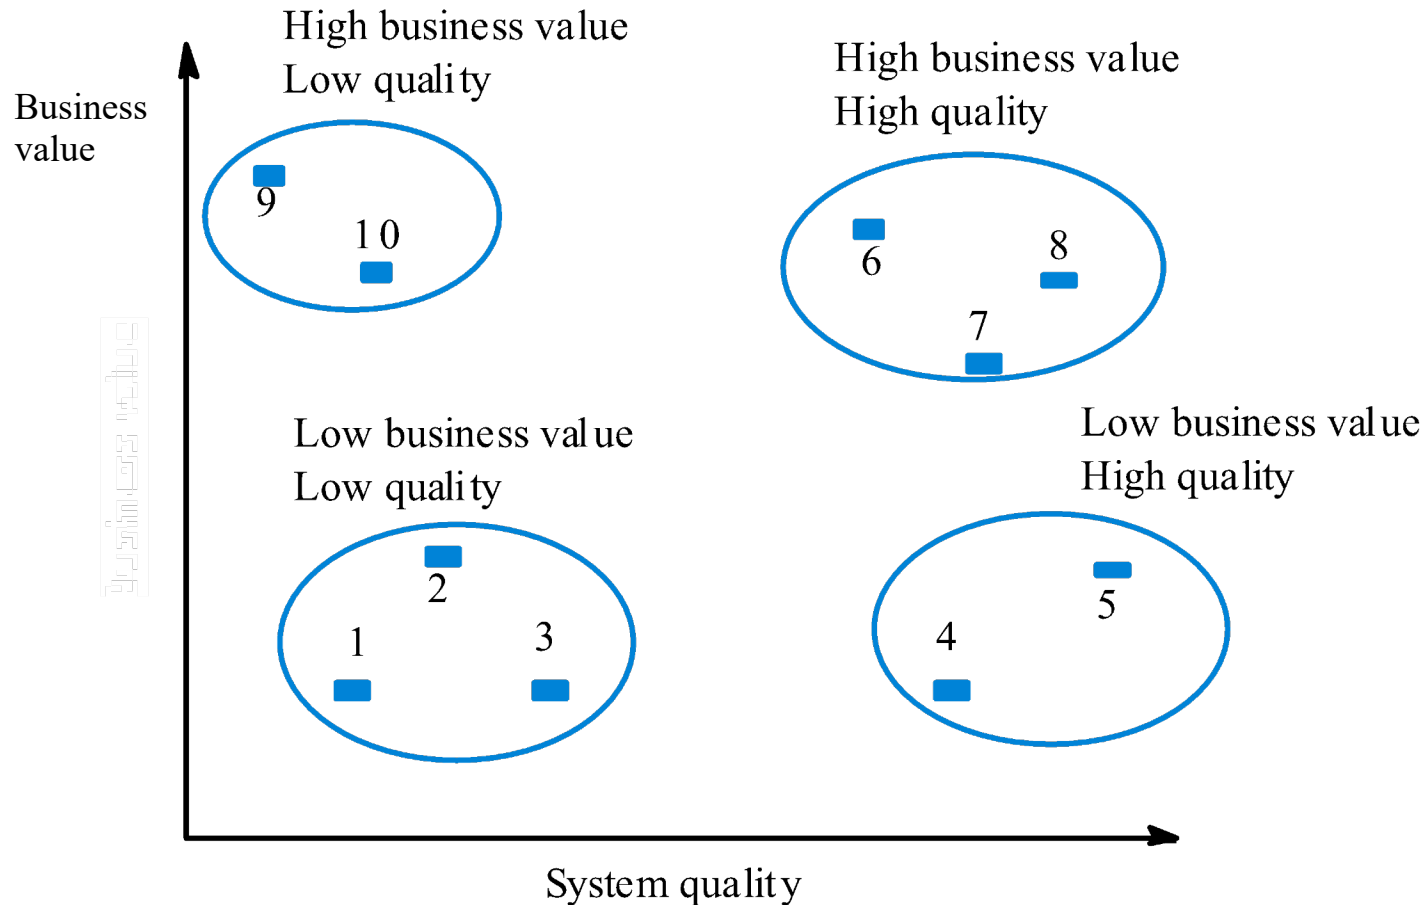 High business value
Low quality
High business value
High quality
Business
value
9
10
6
8
7
Low business value
Low quality
Low business value
High quality
2
5
1
3
4
System quality